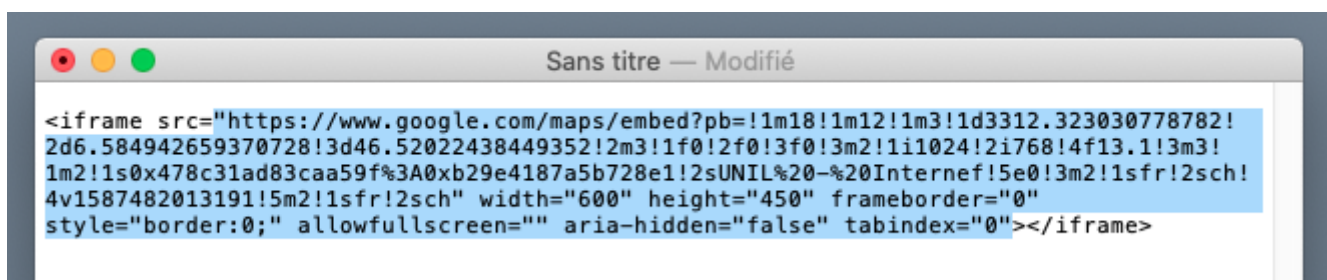 Sans titre — Modifié
<iframe src="https://www.google.com/maps/embed?pb=!1m18!1m12!1m3!1d3312.323030778782!
2d6.584942659370728!3d46.52022438449352!2m3!1f0!2f0!3f0!3m2!1i1024!2i768!4f13.1!3m3!
1m2!1s0x478c31ad83caa59f%3A0xb29e4187a5b728e1!2sUNIL%20-%20Internef!5e0!3m2!1sfr!2sch!
4v1587482013191!5m2!1sfr!2sch" width="600" height="450" frameborder="0"
style="border:0;" allowfullscreen="" aria-hidden="false" tabindex="0"></iframe>